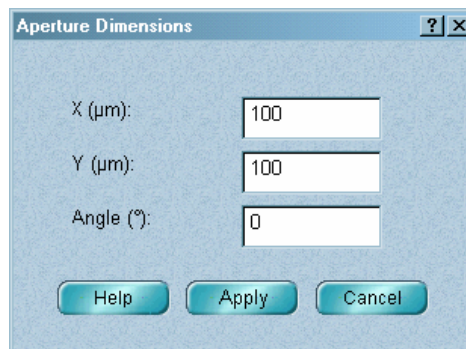 Aperture Dimensions
X (µm): 100
Y (µm): 100
Angle (º): 0
Help Apply Cancel